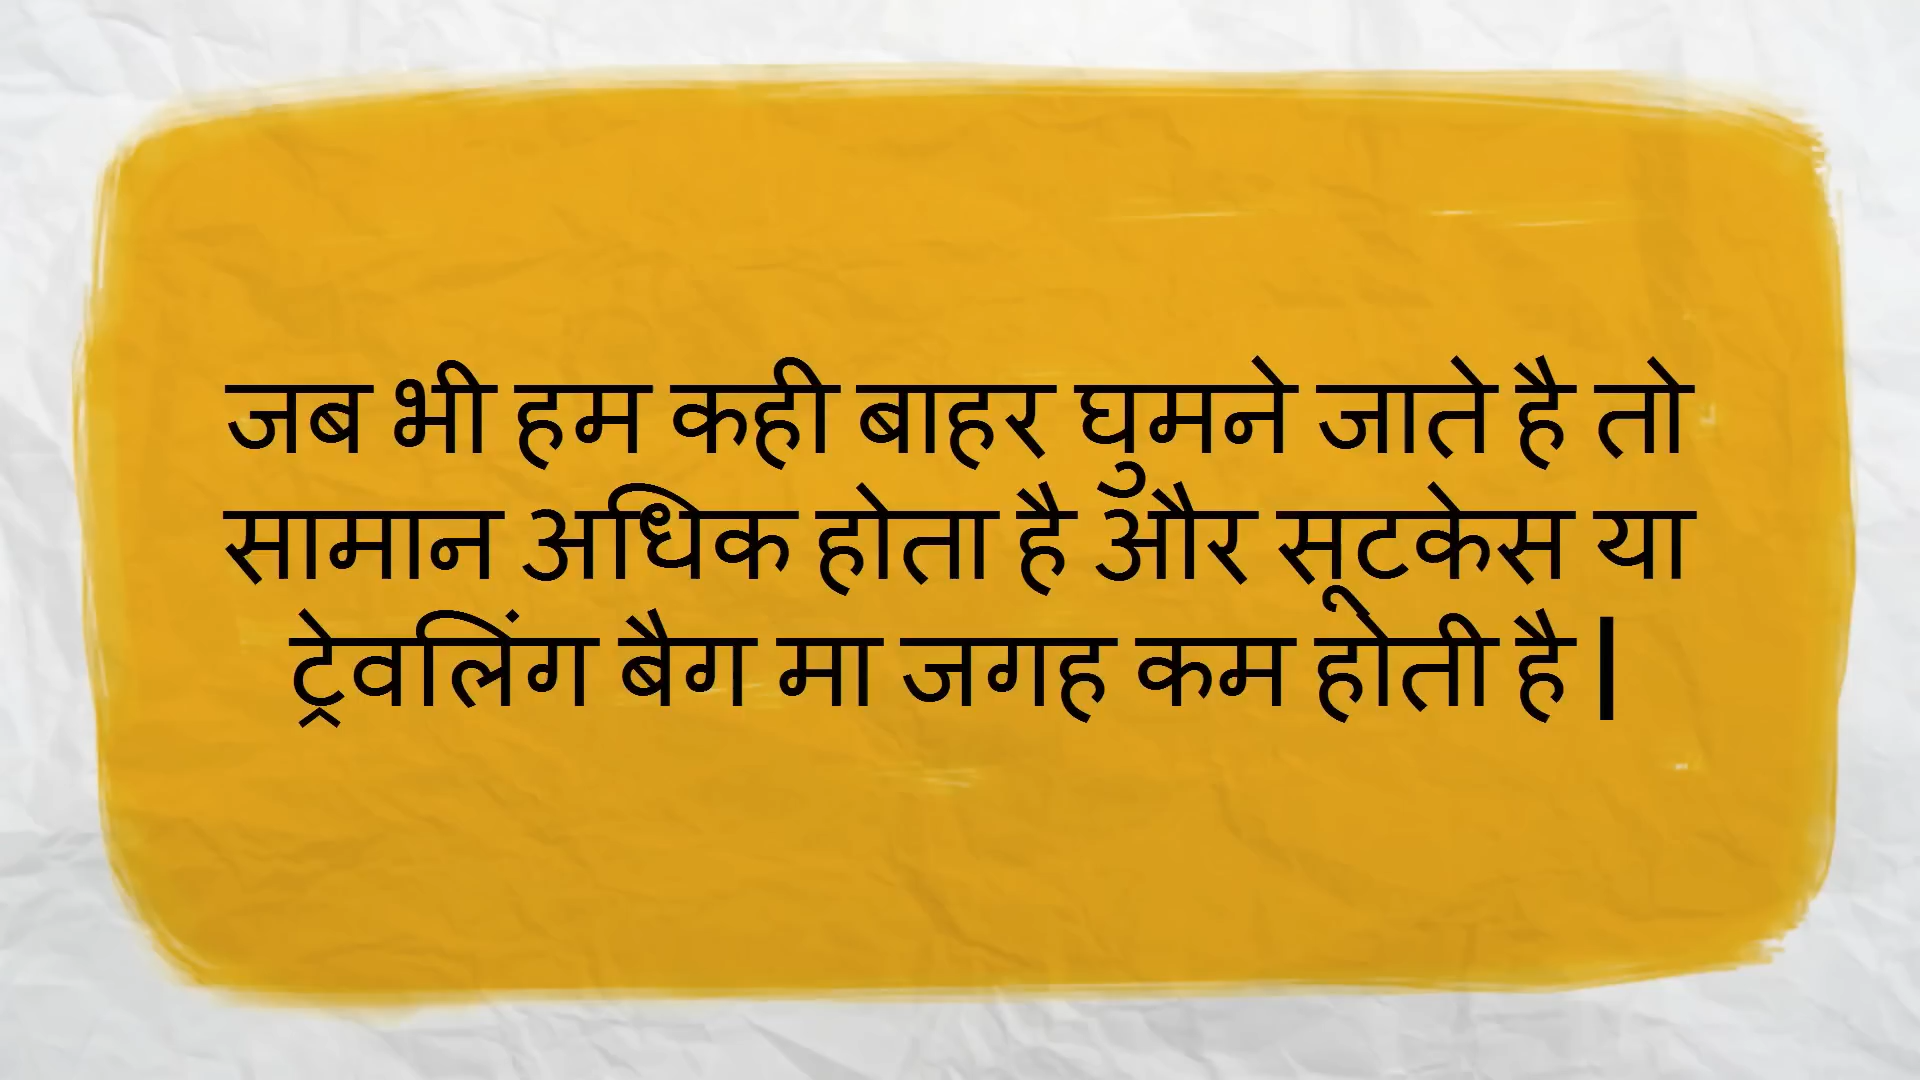 जब भी हम कही बाहर घुमने जाते है तो
सामान अधिक होता है और सूटकेस या
ट्रेवलिंग बैग मा जगह कम होती है |